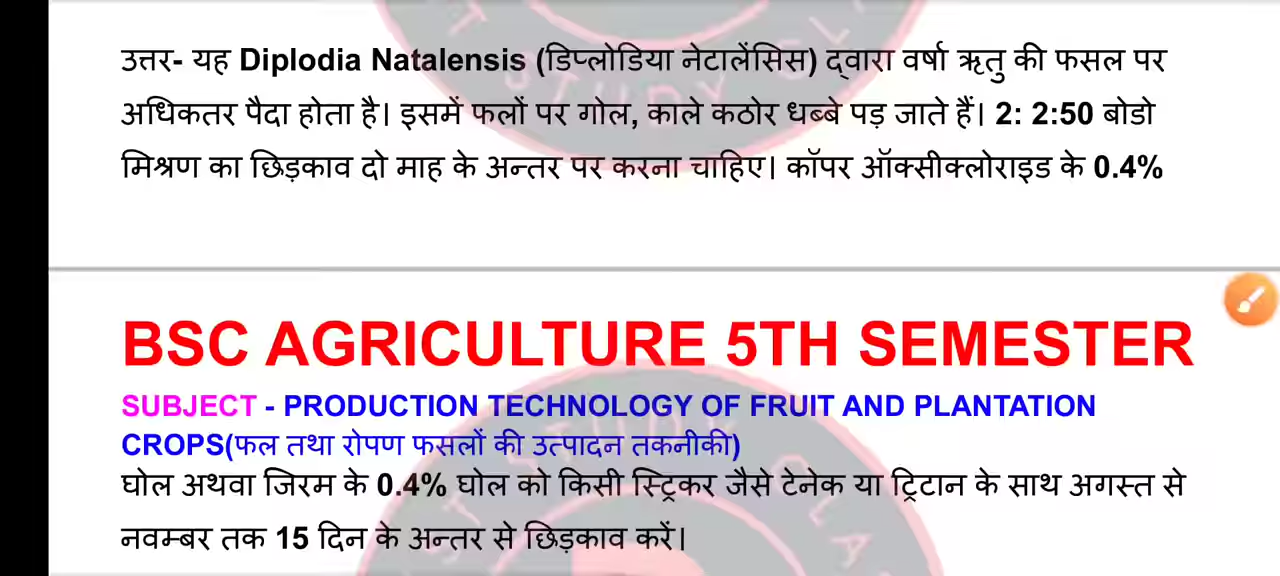 उत्तर- यह Diplodia Natalensis (डिप्लोडिया नेटालेंसिस) द्वारा वर्षा ऋतु की फसल पर
अधिकतर पैदा होता है। इसमें फलों पर गोल, काले कठोर धब्बे पड़ जाते हैं। 2: 2:50 बोडो
मिश्रण का छिड़काव दो माह के अन्तर पर करना चाहिए। कॉपर ऑक्सीक्लोराइड के 0.4%
BSC AGRICULTURE 5TH SEMESTER
SUBJECT - PRODUCTION TECHNOLOGY OF FRUIT AND PLANTATION
CROPS(फल तथा रोपण फसलों की उत्पादन तकनीकी)
घोल अथवा जिरम के 0.4% घोल को किसी स्ट्रिकर जैसे टेनेक या ट्रिटान के साथ अगस्त से
नवम्बर तक 15 दिन के अन्तर से छिड़काव करें।